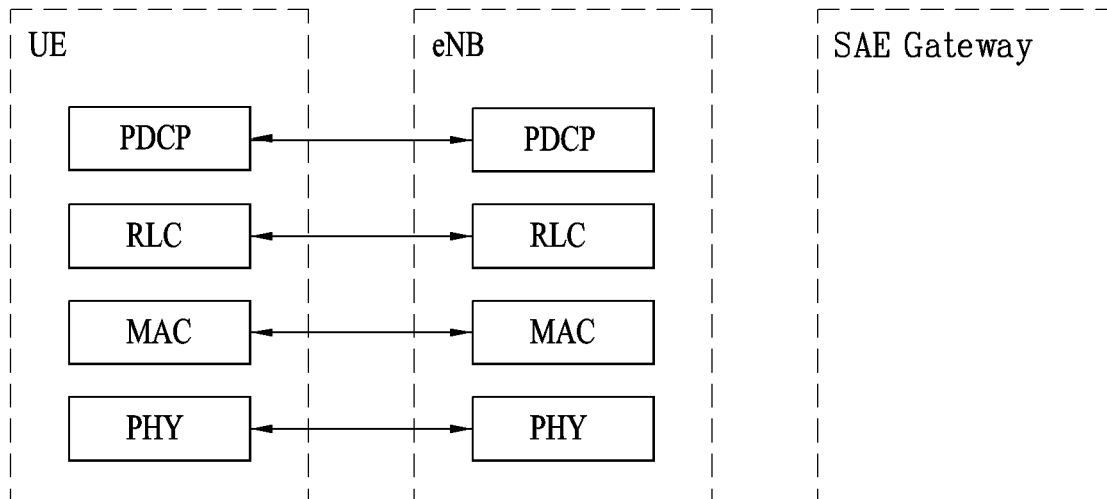 UE
eNB
SAE Gateway
PDCP
PDCP
RLC
RLC
MAC
MAC
PHY
PHY